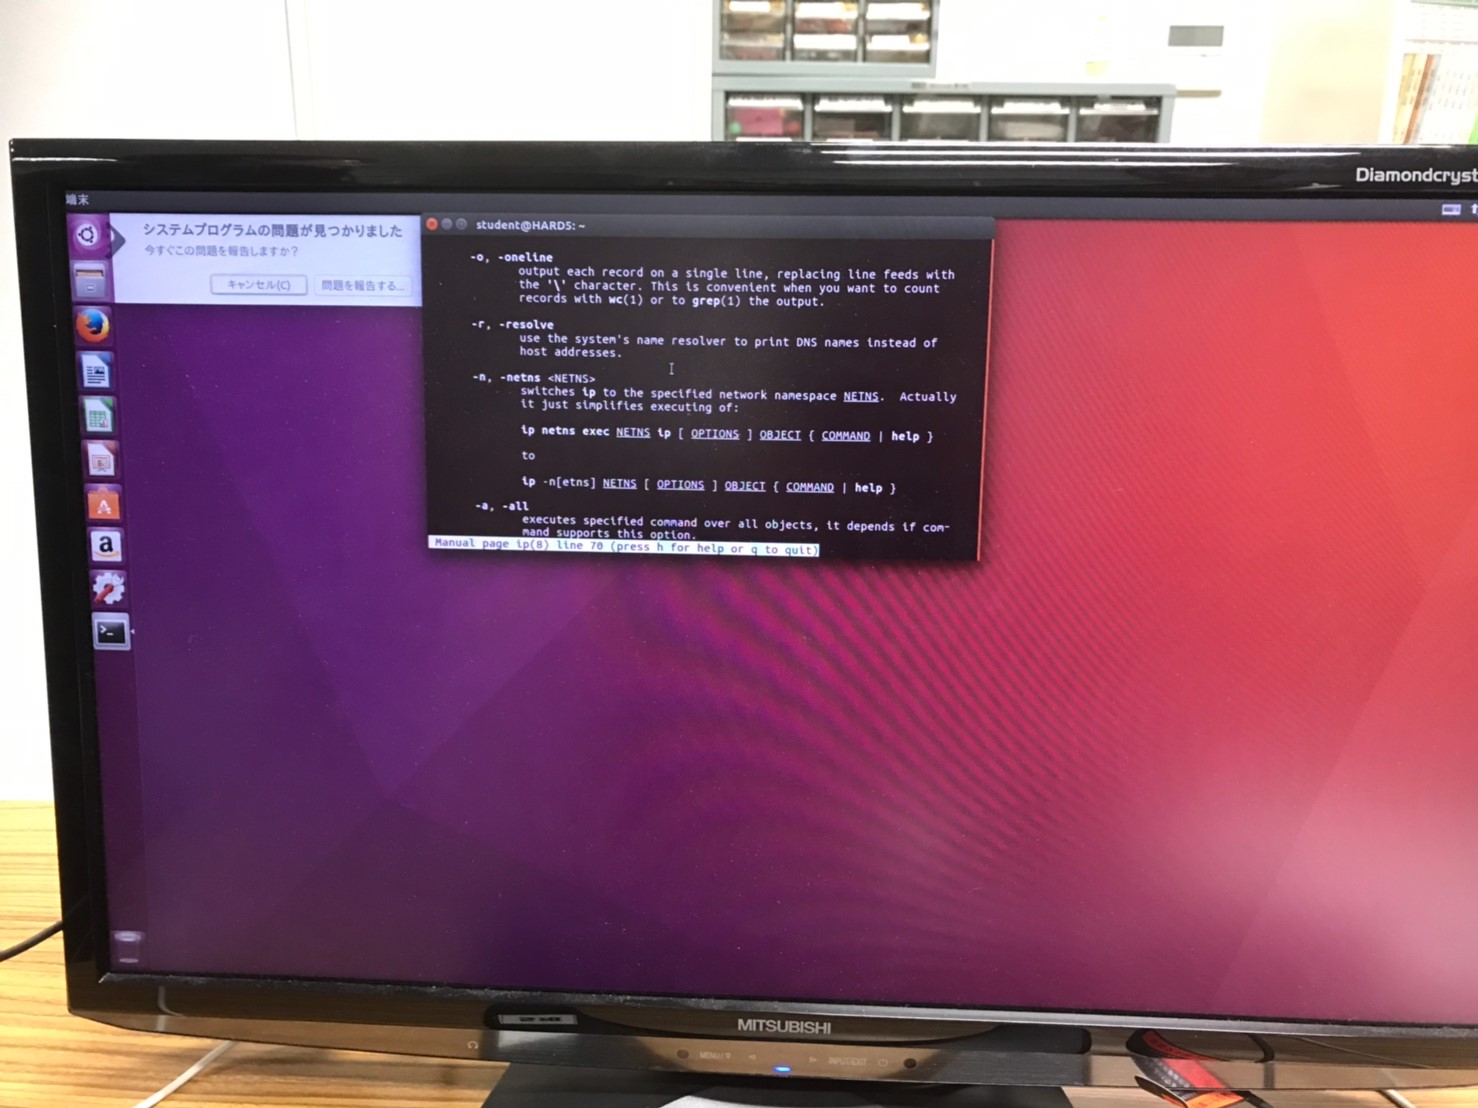 Diamondcryst
端末
システムプログラムの問題が見つかりました
今すぐこの問題を報告しますか？
キャンセル(C)
問題を報告する...
student@HARD5: ~
-o, -oneline
output each record on a single line, replacing line feeds with
the '\' character. This is convenient when you want to count
records with wc(1) or to grep(1) the output.
-r, -resolve
use the system's name resolver to print DNS names instead of
host addresses.
-n, -netns <NETNS>
switches ip to the specified network namespace NETNS.  Actually
it just simplifies executing of:
ip netns exec NETNS ip [ OPTIONS ] OBJECT { COMMAND | help }
to
ip -n[etns] NETNS [ OPTIONS ] OBJECT { COMMAND | help }
-a, -all
executes specified command over all objects, it depends if com-
mand supports this option.
Manual page ip(8) line 70 (press h for help or q to quit)
a
>_
MITSUBISHI
MENU/▽
INPUT/EXIT